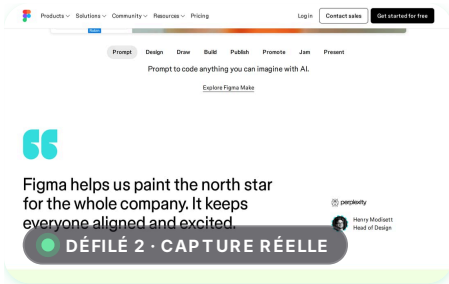 Products Solutions Community Resources Pricing Log in Contact sales Get started for free
Prompt Design Draw Build Publish Promote Jam Present
Prompt to code anything you can imagine with AI.
Explore Figma Make
Figma helps us paint the north star
for the whole company. It keeps
everyone aligned and excited.
perplexity
Henry Modisett
Head of Design
DÉFILÉ 2 · CAPTURE RÉELLE